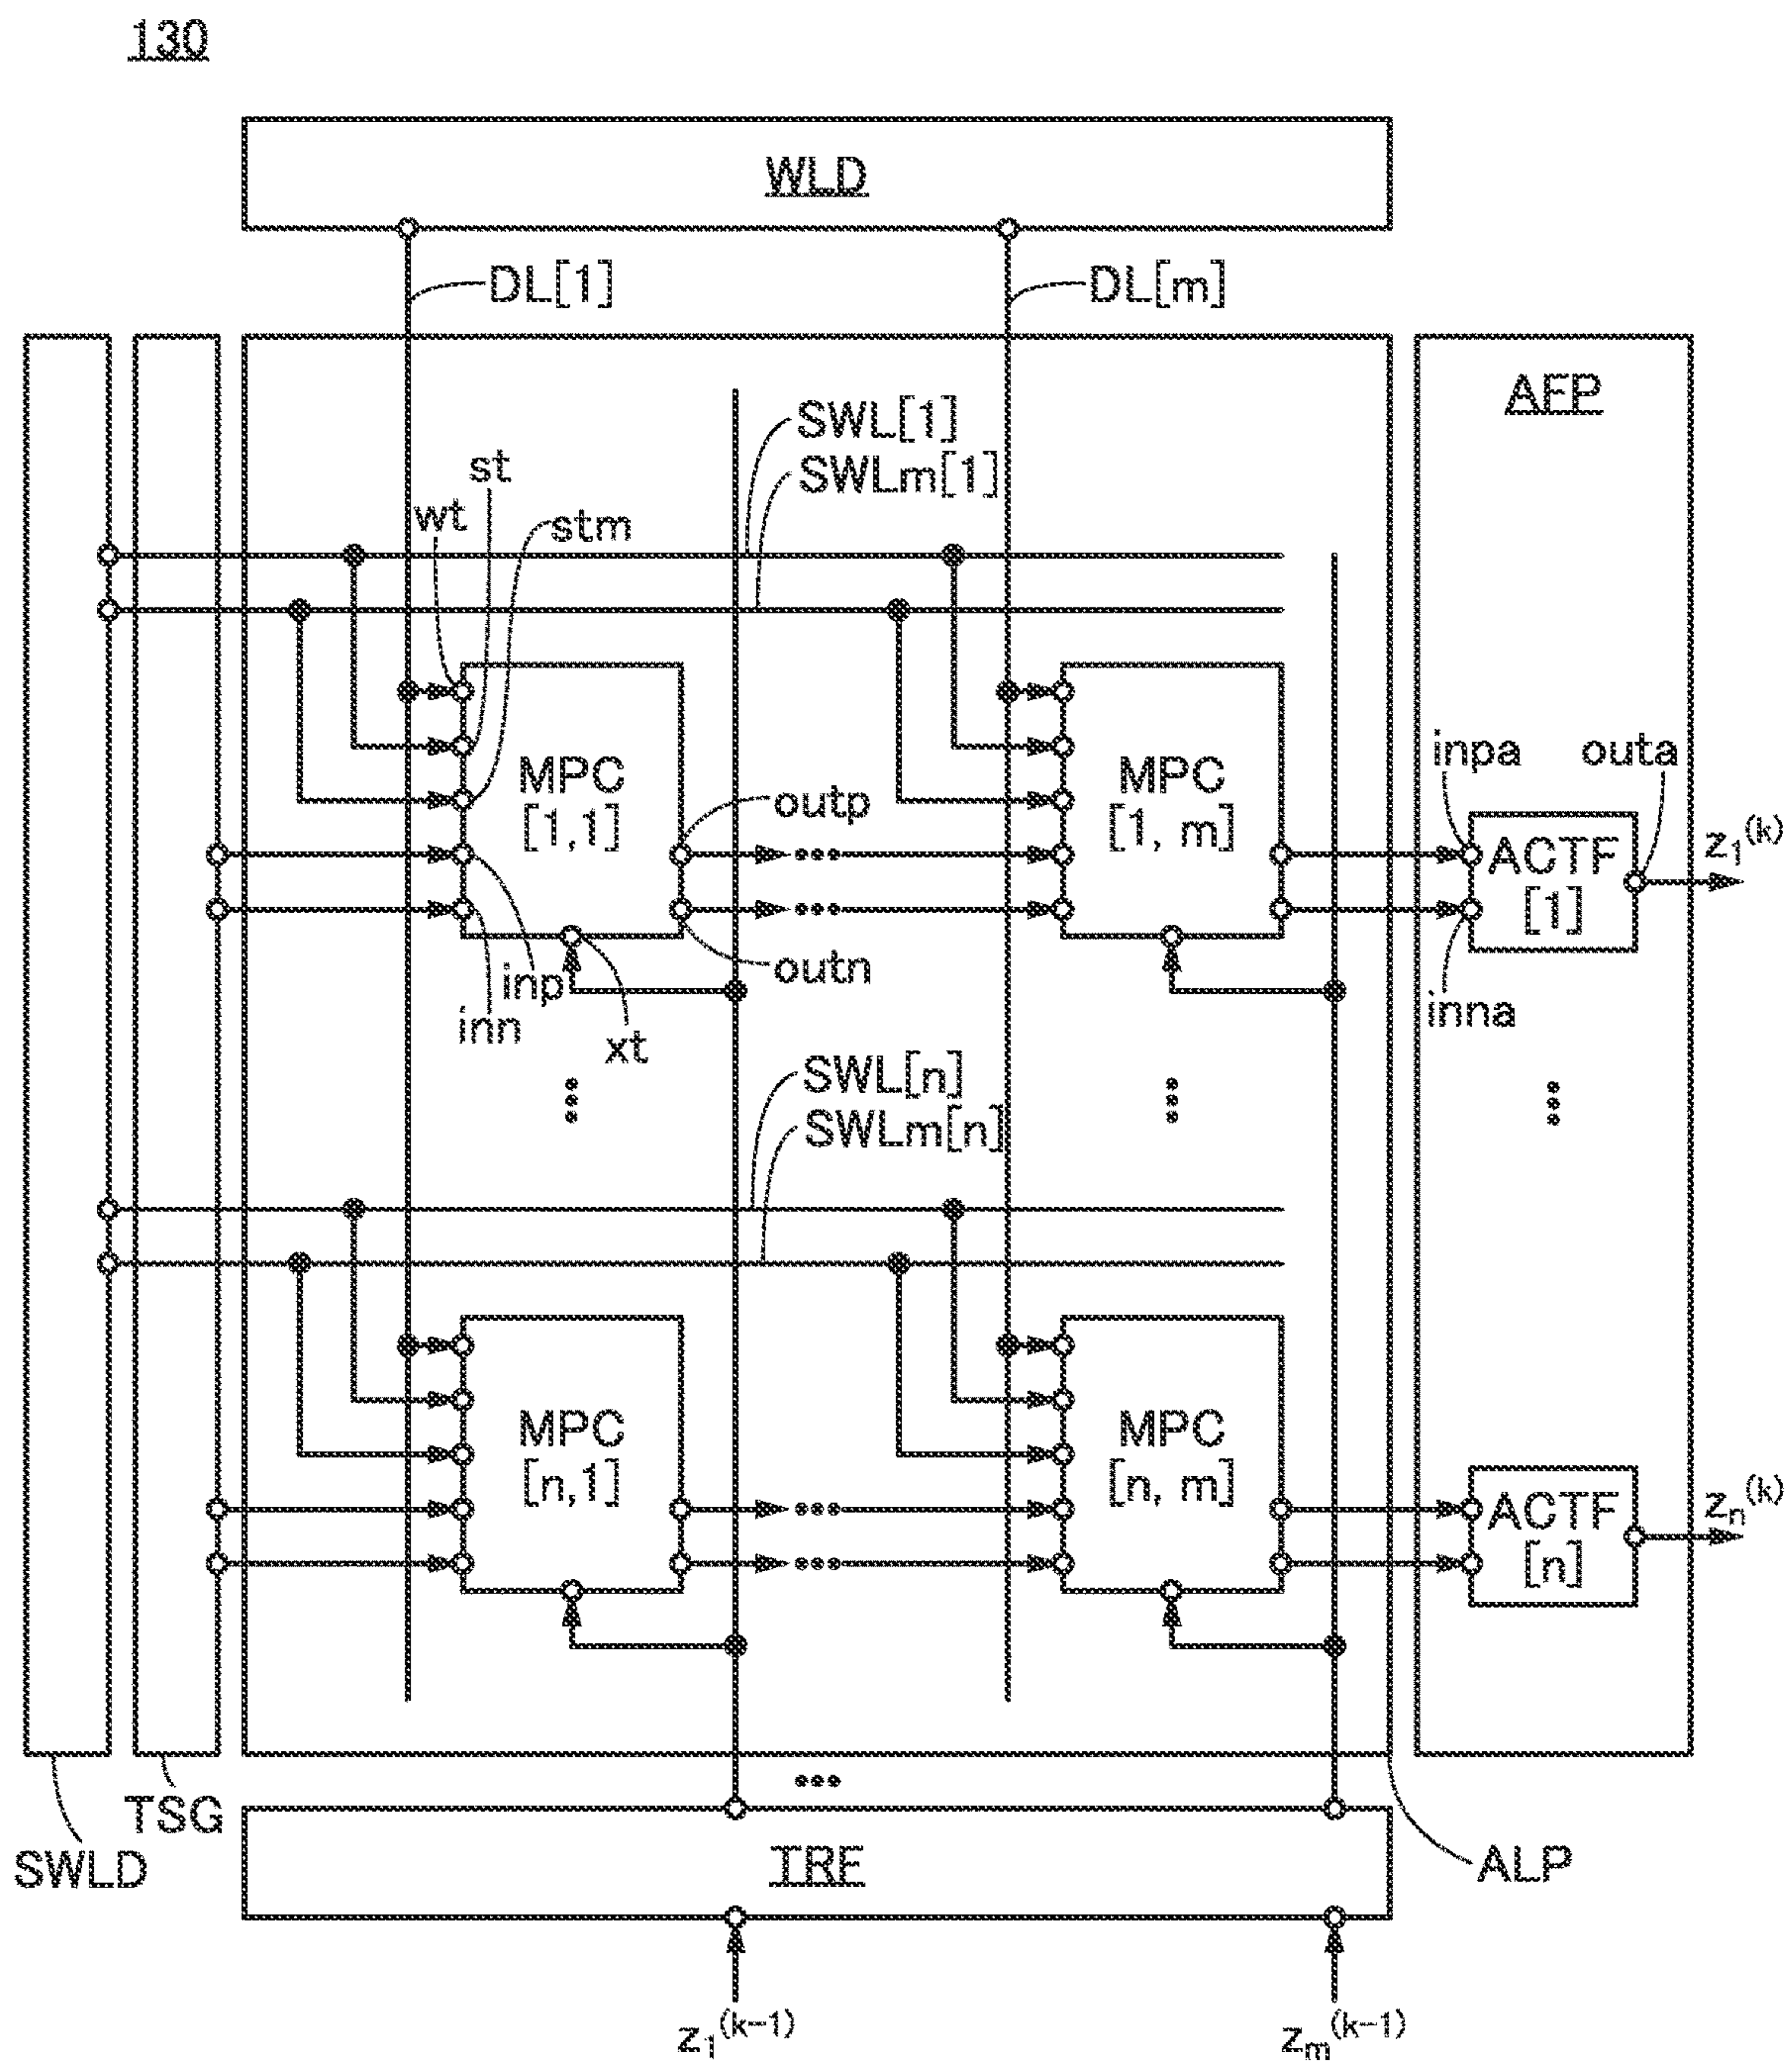 130
WLD
DL[1]
DL[m]
AFP
SWL[1]
SWLm[1]
st
wt
stm
MPC
[1,1]
MPC
[1, m]
inpa
outa
outp
ACTF
[1]
z1(k)
outn
inp
inn
xt
inna
SWL[n]
SWLm[n]
MPC
[n,1]
MPC
[n, m]
ACTF
[n]
zn(k)
TSG
SWLD
IRE
ALP
z1(k-1)
zm(k-1)